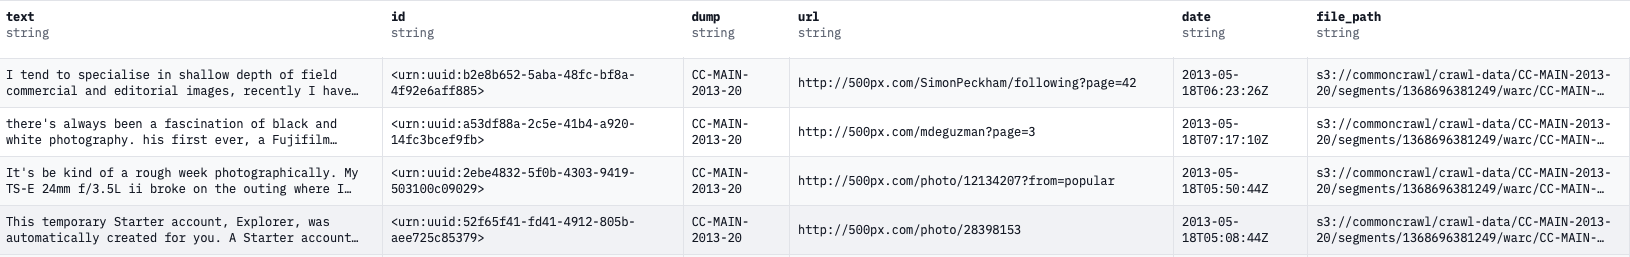 text id dump url date file_path
string string string string string string
I tend to specialise in shallow depth of field
commercial and editorial images, recently I have…
<urn:uuid:b2e8b652-5aba-48fc-bf8a-
4f92e6aff885>
CC-MAIN-
2013-20
http://500px.com/SimonPeckham/following?page=42
2013-05-
18T06:23:26Z
s3://commoncrawl/crawl-data/CC-MAIN-2013-
20/segments/1368696381249/warc/CC-MAIN-…
there's always been a fascination of black and
white photography. his first ever, a Fujifilm…
<urn:uuid:a53df88a-2c5e-41b4-a920-
14fc3bcef9fb>
CC-MAIN-
2013-20
http://500px.com/mdeguzman?page=3
2013-05-
18T07:17:10Z
s3://commoncrawl/crawl-data/CC-MAIN-2013-
20/segments/1368696381249/warc/CC-MAIN-…
It's be kind of a rough week photographically. My
TS-E 24mm f/3.5L ii broke on the outing where I…
<urn:uuid:2ebe4832-5f0b-4303-9419-
503100c09029>
CC-MAIN-
2013-20
http://500px.com/photo/12134207?from=popular
2013-05-
18T05:50:44Z
s3://commoncrawl/crawl-data/CC-MAIN-2013-
20/segments/1368696381249/warc/CC-MAIN-…
This temporary Starter account, Explorer, was
automatically created for you. A Starter account…
<urn:uuid:52f65f41-fd41-4912-805b-
aee725c85379>
CC-MAIN-
2013-20
http://500px.com/photo/28398153
2013-05-
18T05:08:44Z
s3://commoncrawl/crawl-data/CC-MAIN-2013-
20/segments/1368696381249/warc/CC-MAIN-…